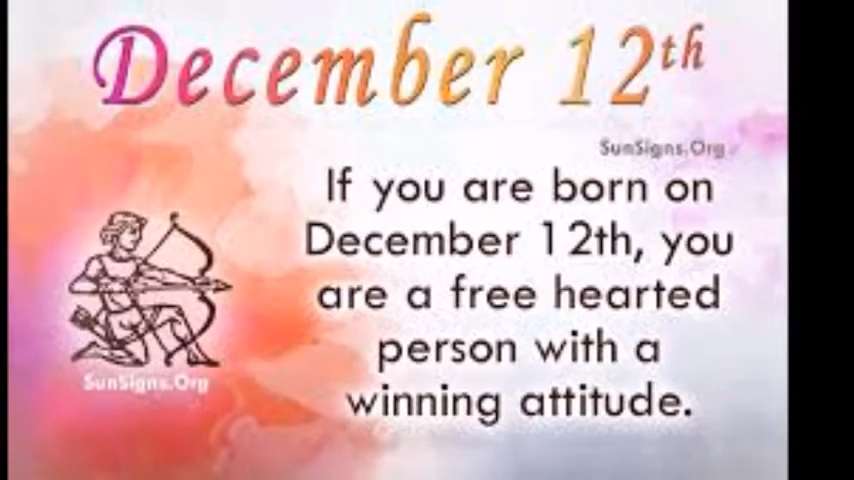 December 12th
SunSigns.Org
If you are born on
December 12th, you
are a free hearted
person with a
winning attitude.
SunSigns.Org